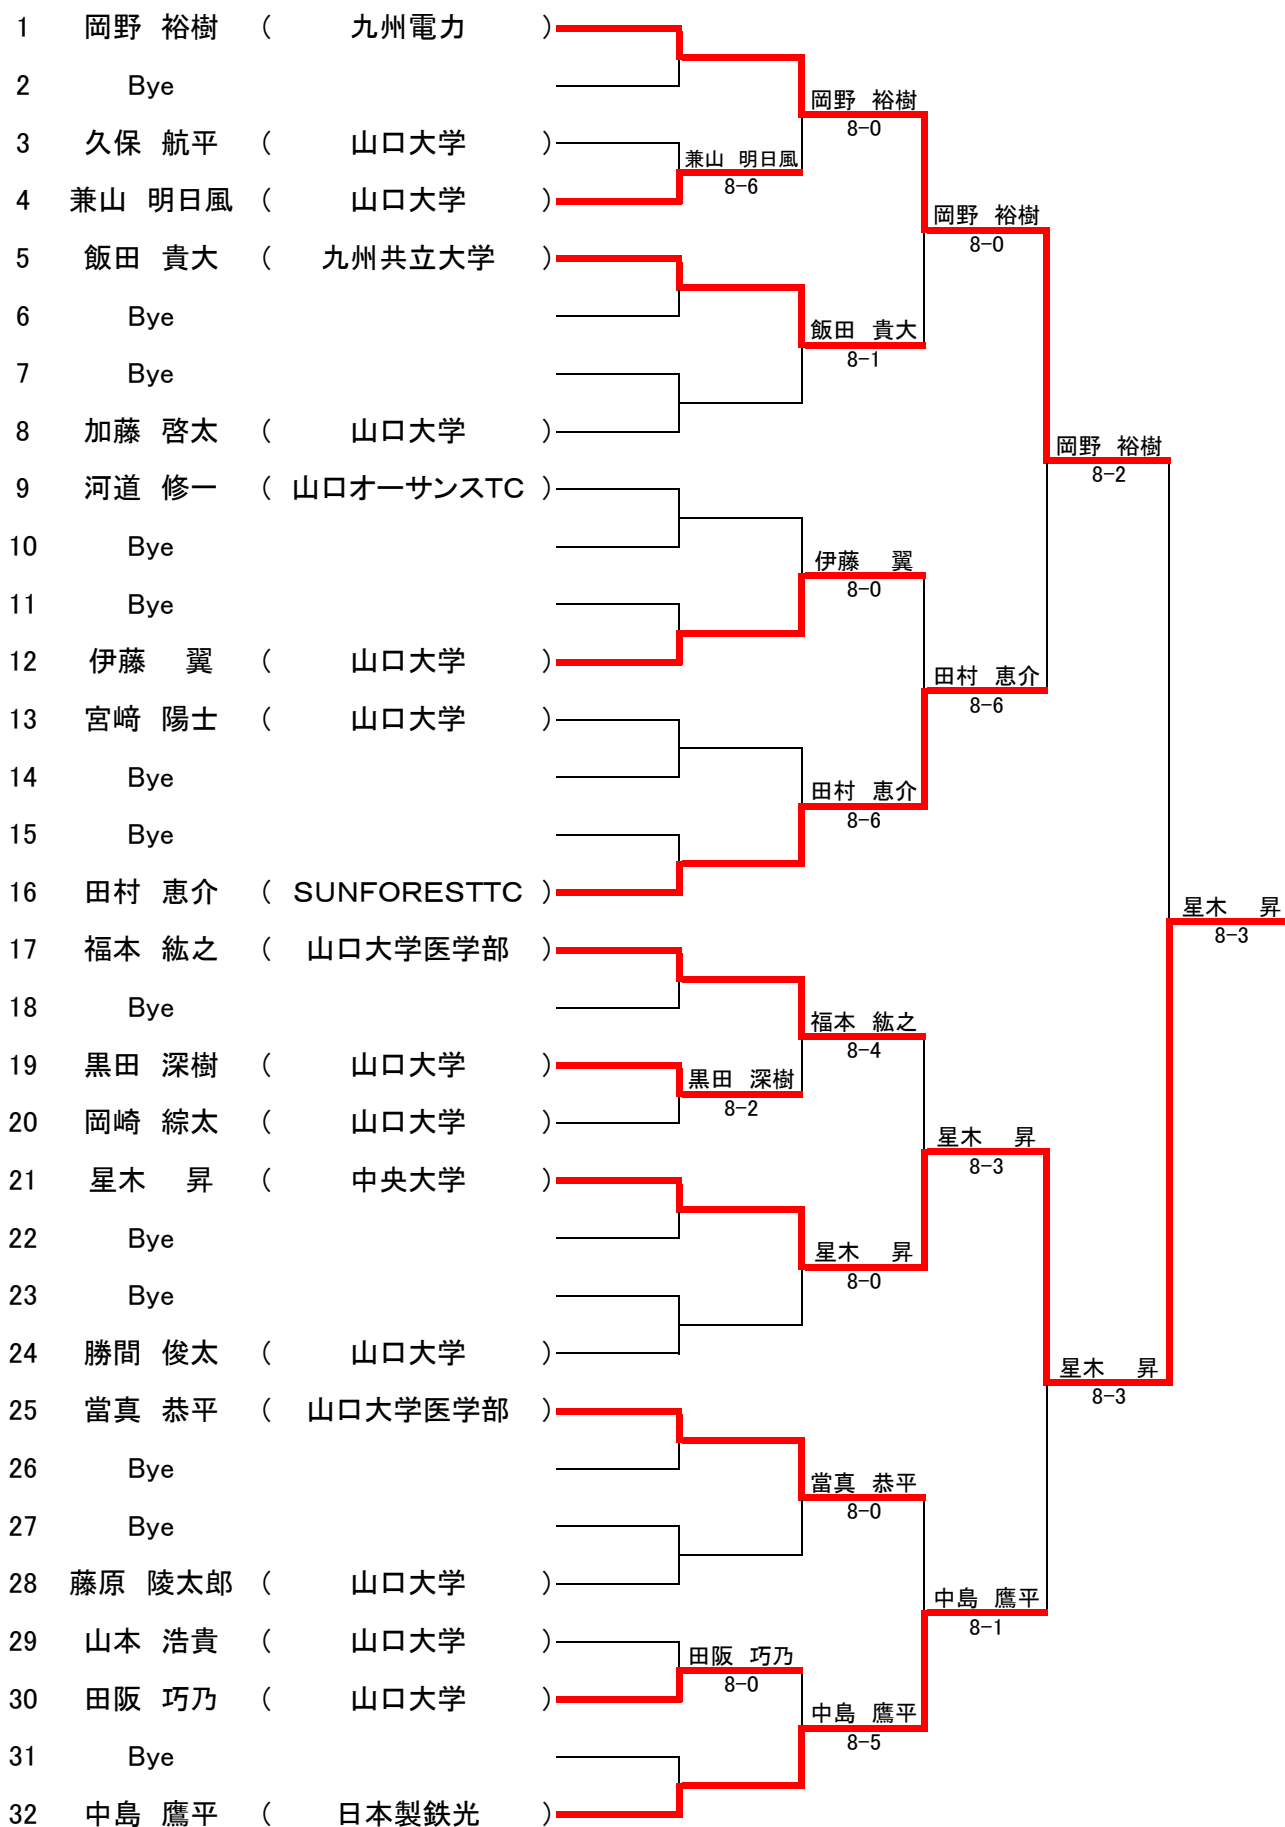 1 岡野 裕樹 ( 九州電力 )
2 Bye
岡野 裕樹
8-0
3 久保 航平 ( 山口大学 )
兼山 明日風
8-6
4 兼山 明日風 ( 山口大学 )
岡野 裕樹
8-0
5 飯田 貴大 ( 九州共立大学 )
6 Bye
飯田 貴大
8-1
7 Bye
8 加藤 啓太 ( 山口大学 )
岡野 裕樹
8-2
9 河道 修一 ( 山口オーサンスTC )
10 Bye
伊藤 翼
8-0
11 Bye
12 伊藤 翼 ( 山口大学 )
田村 恵介
8-6
13 宮﨑 陽士 ( 山口大学 )
14 Bye
田村 恵介
8-6
15 Bye
16 田村 恵介 ( SUNFORESTTC )
星木 昇
8-3
17 福本 紘之 ( 山口大学医学部 )
18 Bye
福本 紘之
8-4
19 黒田 深樹 ( 山口大学 )
黒田 深樹
8-2
20 岡崎 綜太 ( 山口大学 )
星木 昇
8-3
21 星木 昇 ( 中央大学 )
22 Bye
星木 昇
8-0
23 Bye
24 勝間 俊太 ( 山口大学 )
星木 昇
8-3
25 當真 恭平 ( 山口大学医学部 )
26 Bye
當真 恭平
8-0
27 Bye
28 藤原 陵太郎 ( 山口大学 )
中島 鷹平
8-1
29 山本 浩貴 ( 山口大学 )
田阪 巧乃
8-0
30 田阪 巧乃 ( 山口大学 )
中島 鷹平
8-5
31 Bye
32 中島 鷹平 ( 日本製鉄光 )